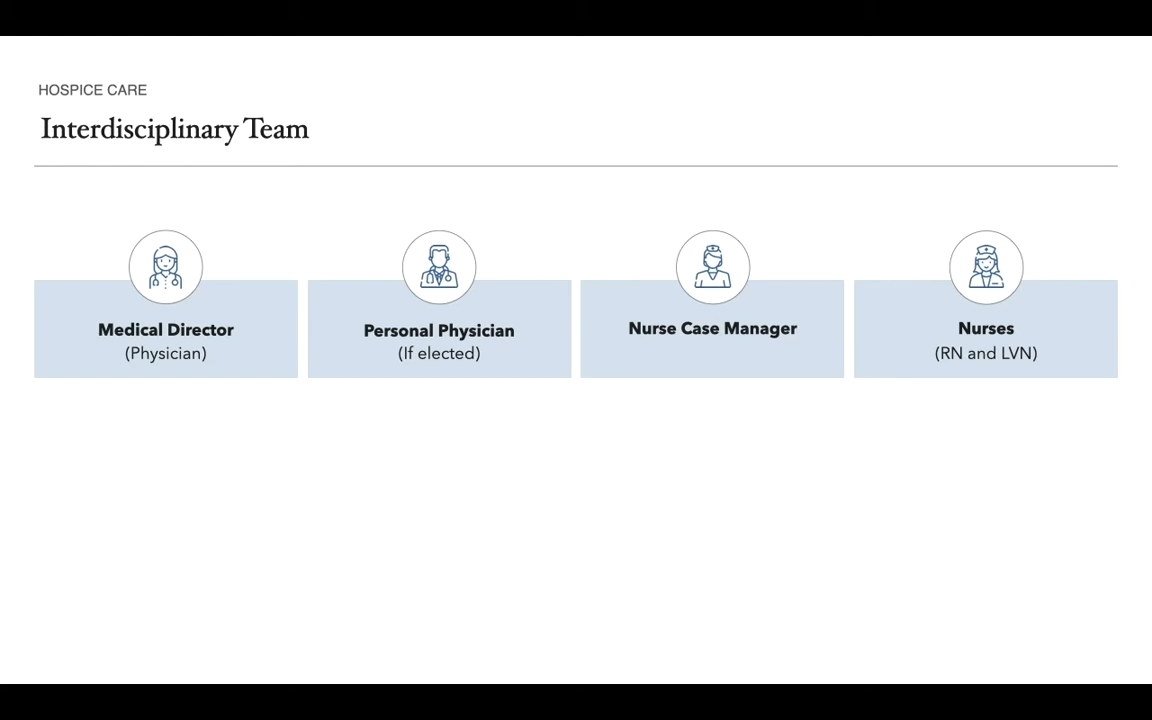 HOSPICE CARE
Interdisciplinary Team
Medical Director
(Physician)
Personal Physician
(If elected)
Nurse Case Manager
Nurses
(RN and LVN)